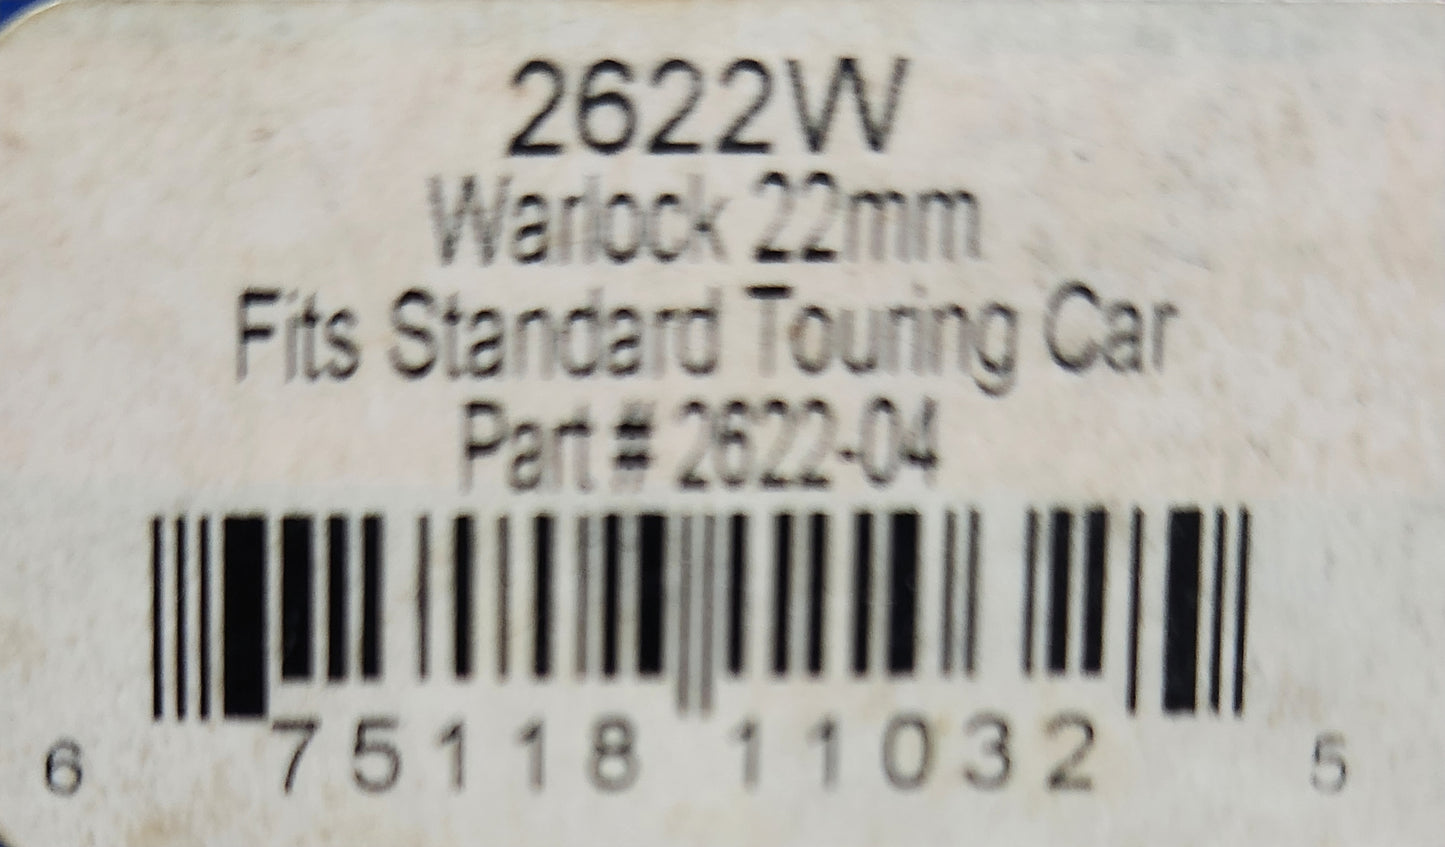 2622W
Warlock 22mm
Fits Standard Touring Car
Part # 2622-04
6 75118 11032 5